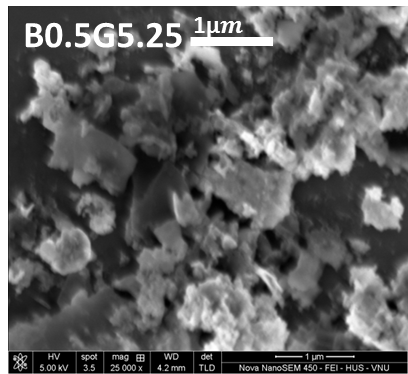 B0.5G5.25 1μm
HV spot mag WD det 1 μm
5.00 kV 3.5 25 000 x 4.2 mm TLD Nova NanoSEM 450 - FEI - HUS - VNU